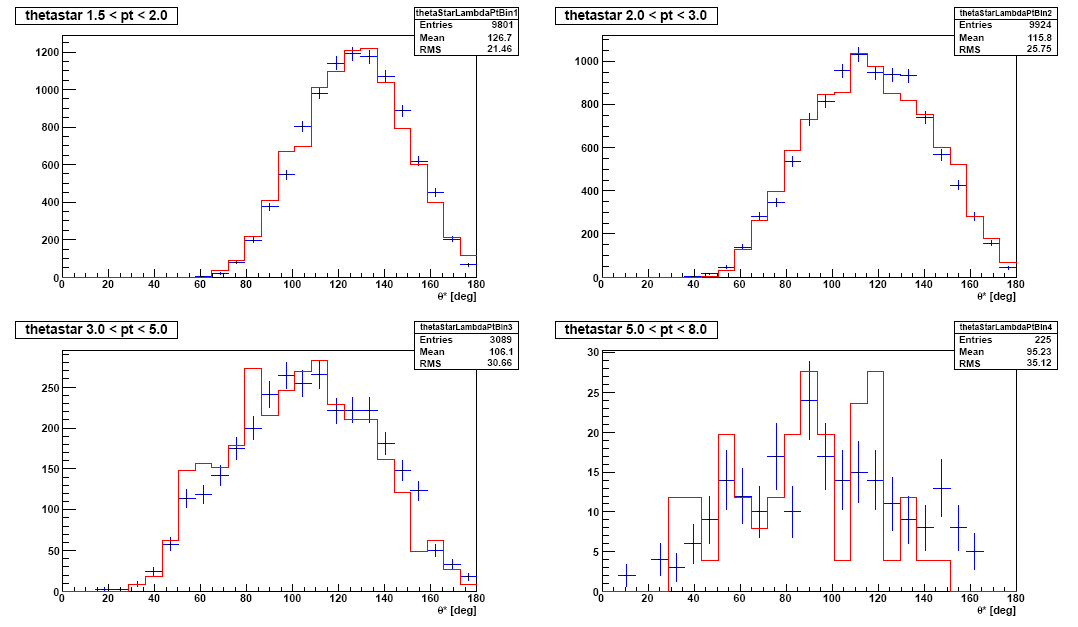 thetastar 1.5 < pt < 2.0
thetaStarLambdaPtBin1
Entries 9801
Mean 126.7
RMS 21.46
1200
1000
800
600
400
200
0
0 20 40 60 80 100 120 140 160 180
θ* [deg]
thetastar 2.0 < pt < 3.0
thetaStarLambdaPtBin2
Entries 9924
Mean 115.8
RMS 25.75
1000
800
600
400
200
0
0 20 40 60 80 100 120 140 160 180
θ* [deg]
thetastar 3.0 < pt < 5.0
thetaStarLambdaPtBin3
Entries 3089
Mean 106.1
RMS 30.66
250
200
150
100
50
0
0 20 40 60 80 100 120 140 160 180
θ* [deg]
thetastar 5.0 < pt < 8.0
thetaStarLambdaPtBin4
Entries 225
Mean 95.23
RMS 35.12
30
25
20
15
10
5
0
0 20 40 60 80 100 120 140 160 180
θ* [deg]